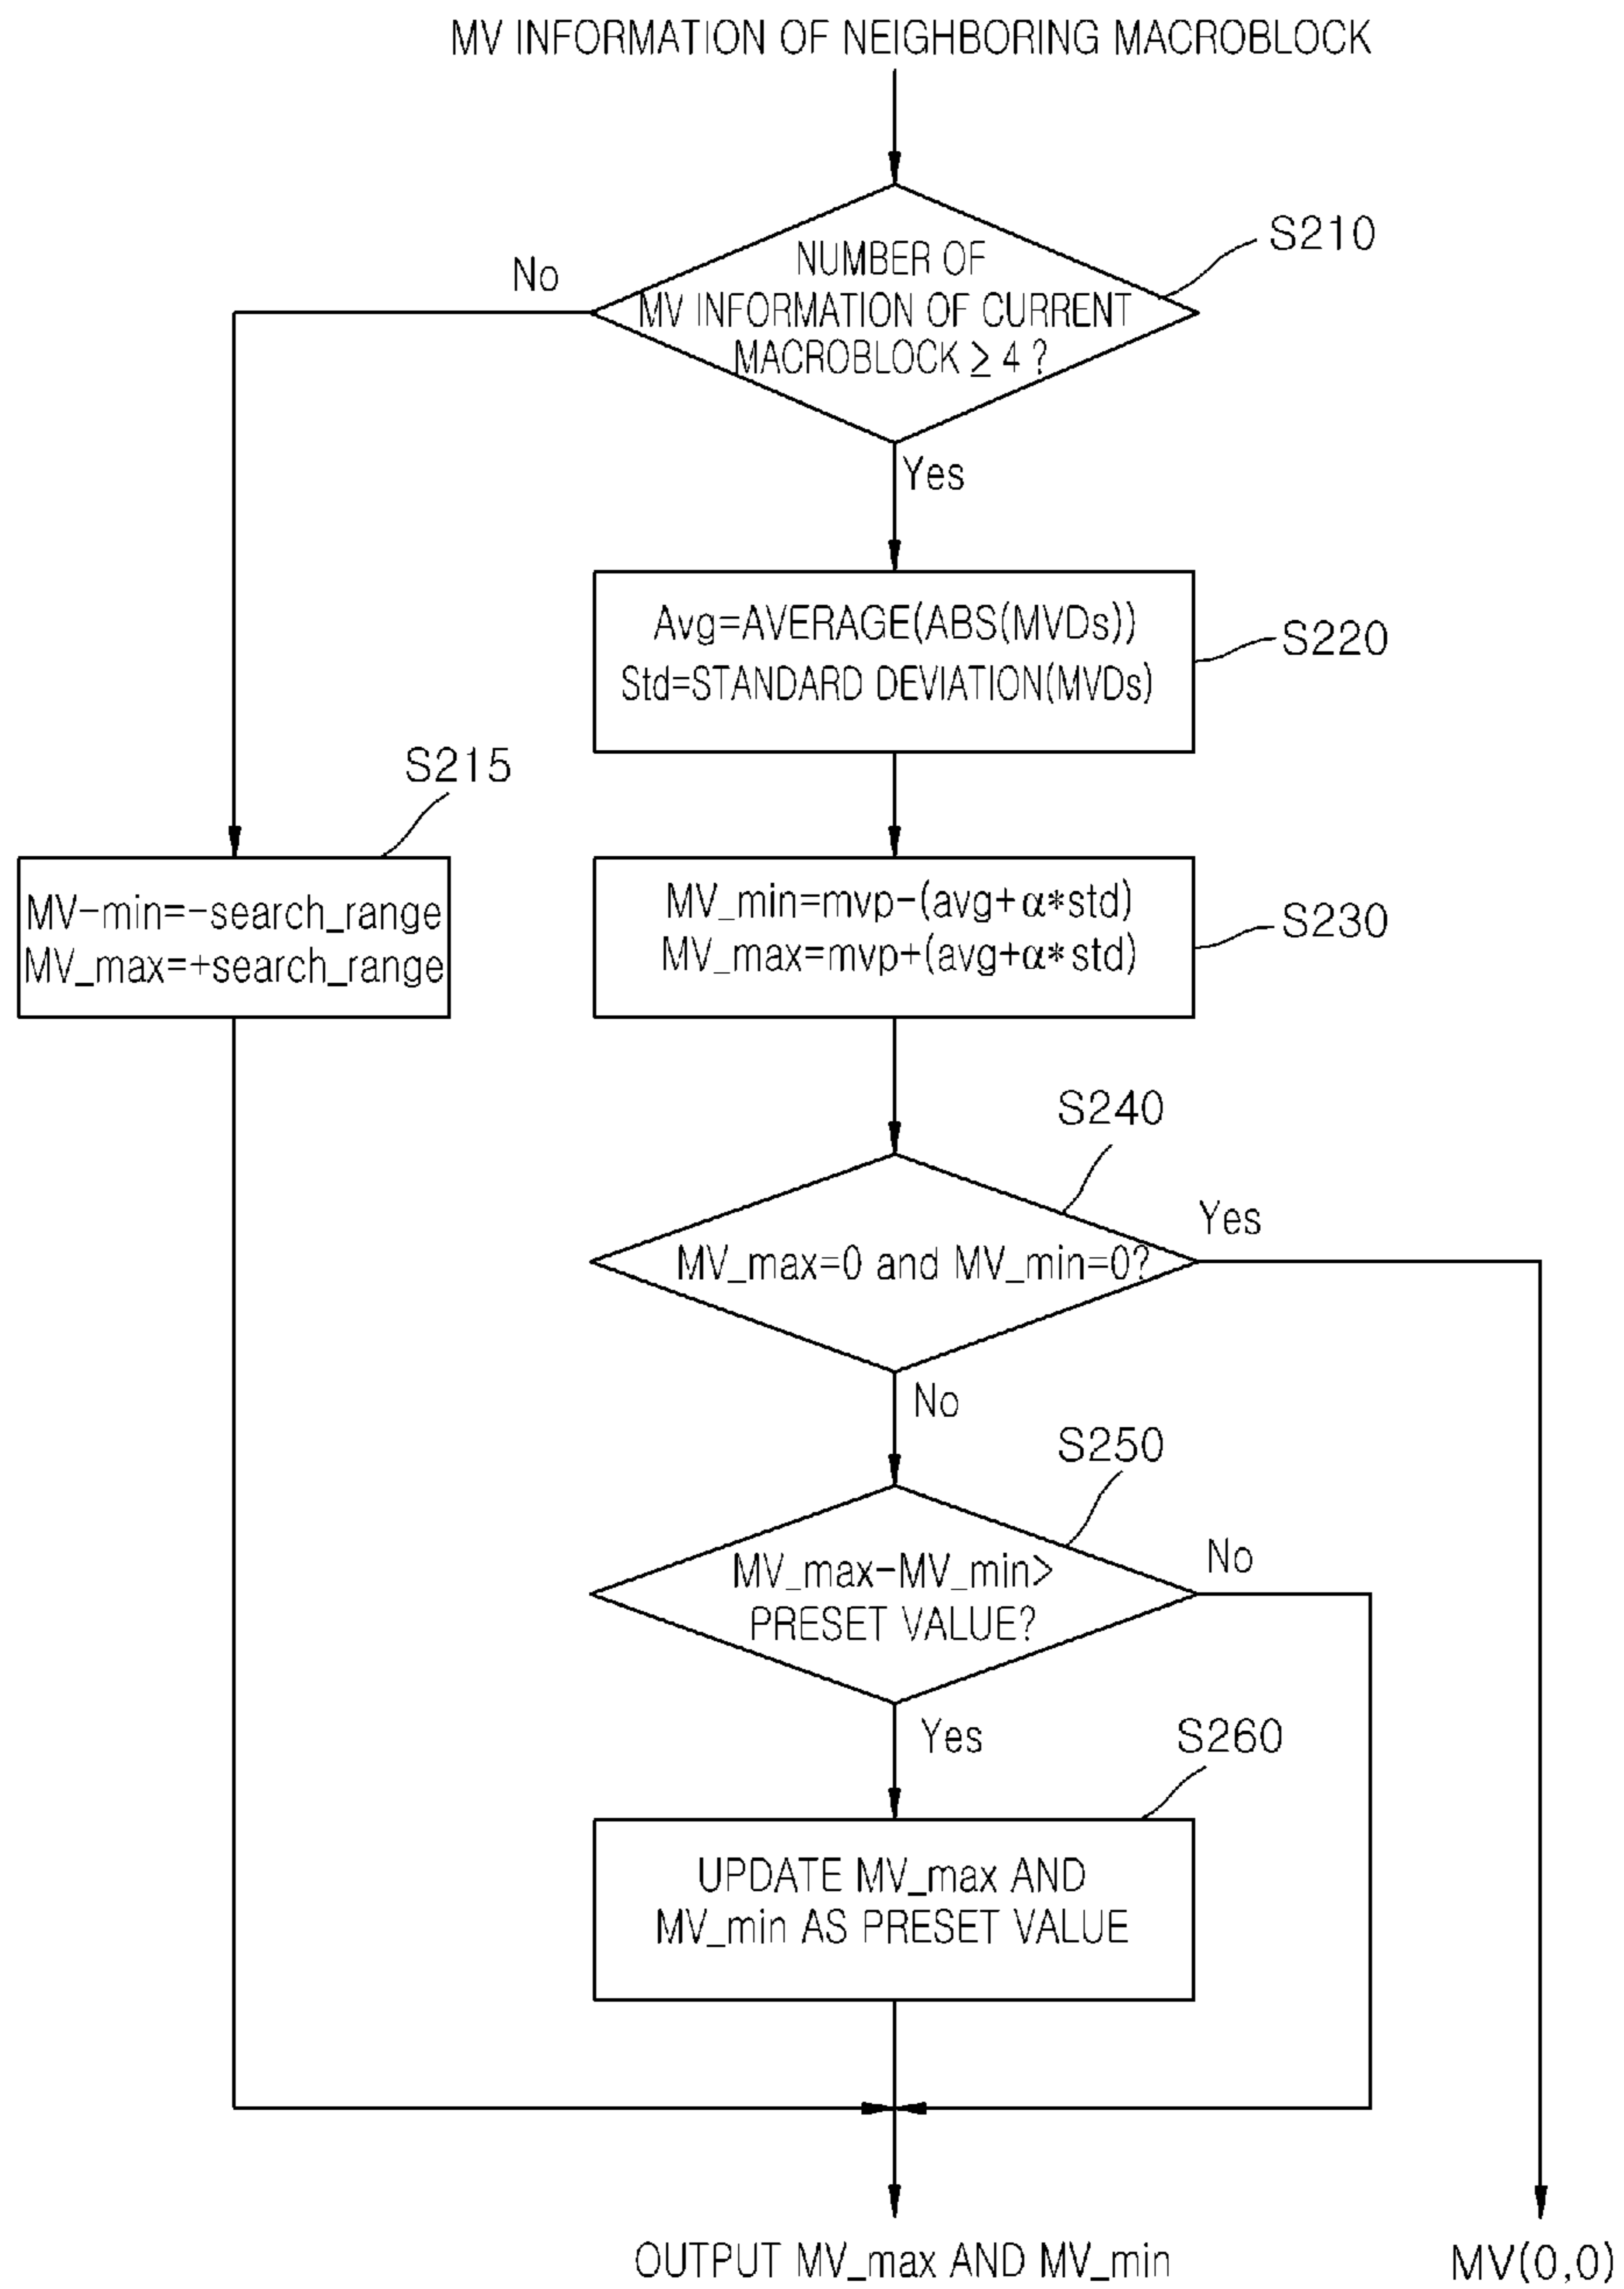 MV INFORMATION OF NEIGHBORING MACROBLOCK
S210
No
NUMBER OF
MV INFORMATION OF CURRENT
MACROBLOCK ≥ 4 ?
Yes
Avg=AVERAGE(ABS(MVDs))
Std=STANDARD DEVIATION(MVDs)
S220
S215
MV-min=-search_range
MV_max=+search_range
MV_min=mvp-(avg+α*std)
MV_max=mvp+(avg+α*std)
S230
S240
Yes
MV_max=0 and MV_min=0?
No
S250
MV_max-MV_min>
PRESET VALUE?
No
Yes
S260
UPDATE MV_max AND
MV_min AS PRESET VALUE
OUTPUT MV_max AND MV_min
MV(0,0)